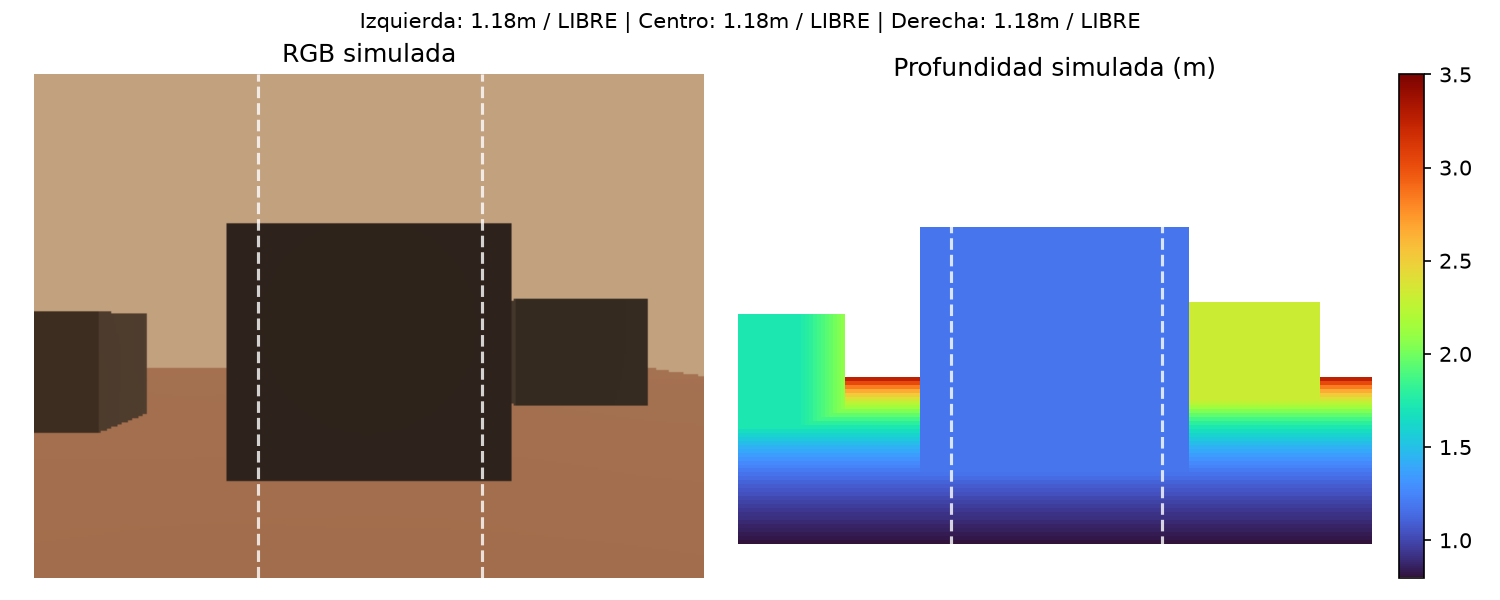 Izquierda: 1.18m / LIBRE | Centro: 1.18m / LIBRE | Derecha: 1.18m / LIBRE
RGB simulada
Profundidad simulada (m)
3.5
3.0
2.5
2.0
1.5
1.0